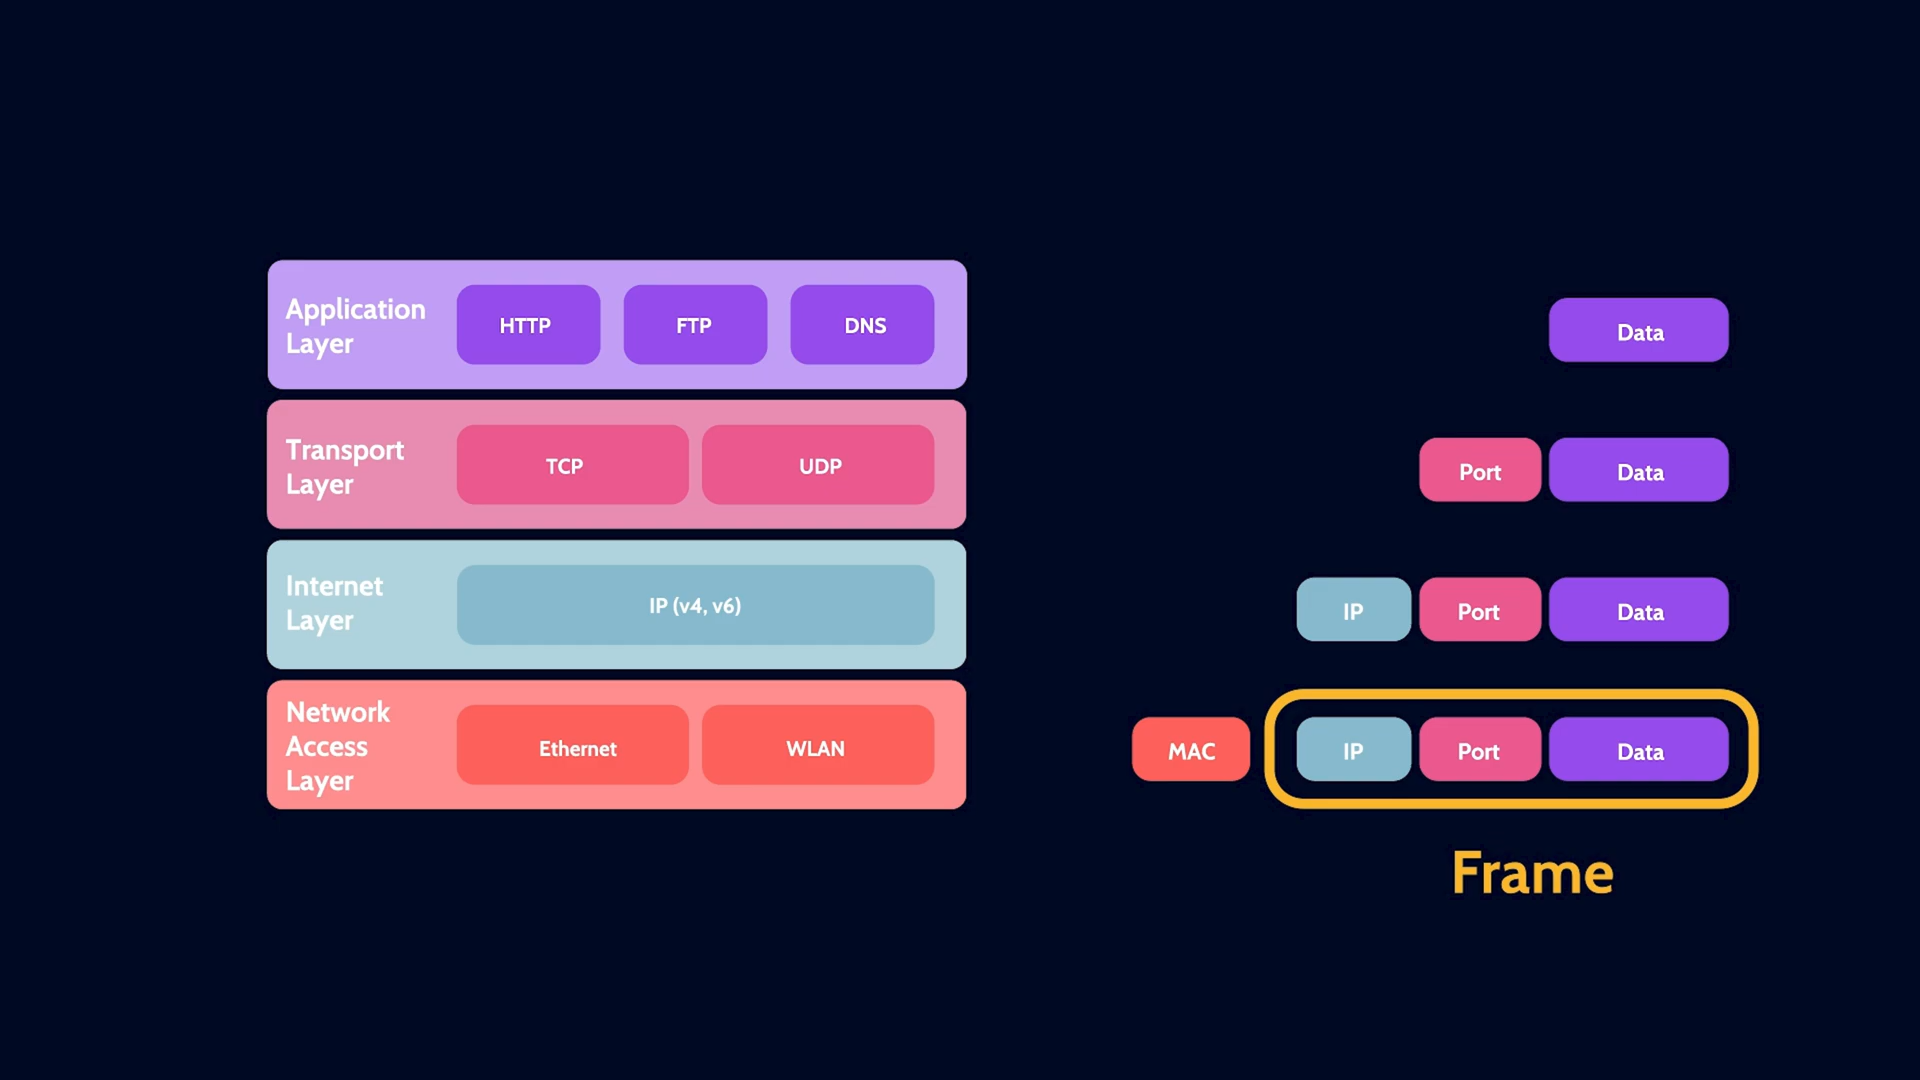 Application
Layer
HTTP
FTP
DNS
Data
Transport
Layer
TCP
UDP
Port
Data
Internet
Layer
IP (v4, v6)
IP
Port
Data
Network
Access
Layer
Ethernet
WLAN
MAC
IP
Port
Data
Frame